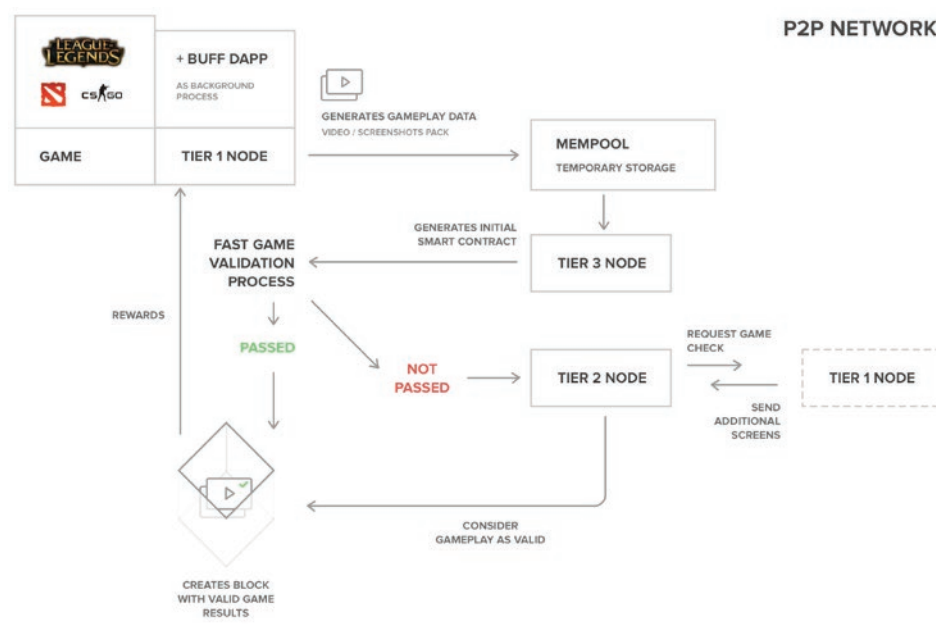 P2P NETWORK
LEAGUE OF
LEGENDS
CS GO
+ BUFF DAPP
AS BACKGROUND
PROCESS
GAME
TIER 1 NODE
GENERATES GAMEPLAY DATA
VIDEO / SCREENSHOTS PACK
MEMPOOL
TEMPORARY STORAGE
GENERATES INITIAL
SMART CONTRACT
TIER 3 NODE
FAST GAME
VALIDATION
PROCESS
REWARDS
PASSED
NOT
PASSED
TIER 2 NODE
REQUEST GAME
CHECK
TIER 1 NODE
SEND
ADDITIONAL
SCREENS
CONSIDER
GAMEPLAY AS VALID
CREATES BLOCK
WITH VALID GAME
RESULTS